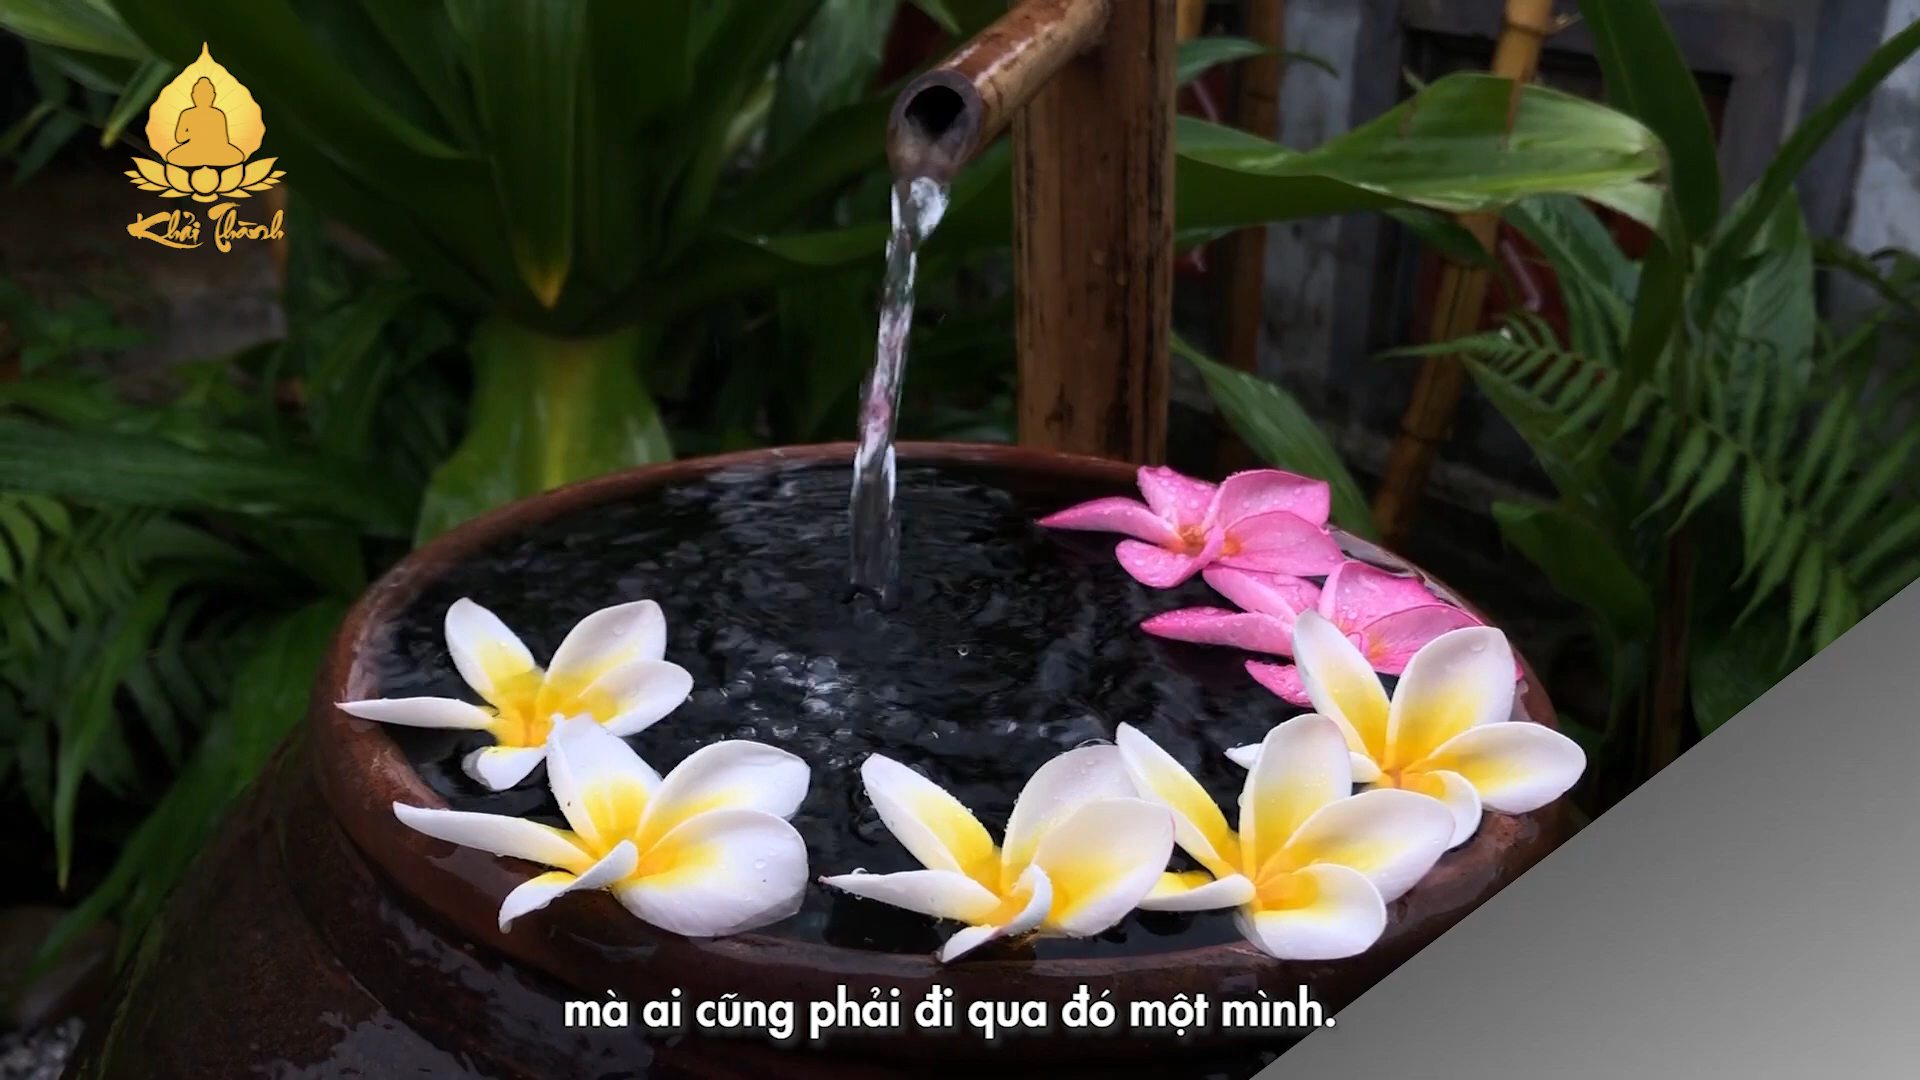 Khải Thành
mà ai cũng phải đi qua đó một mình.